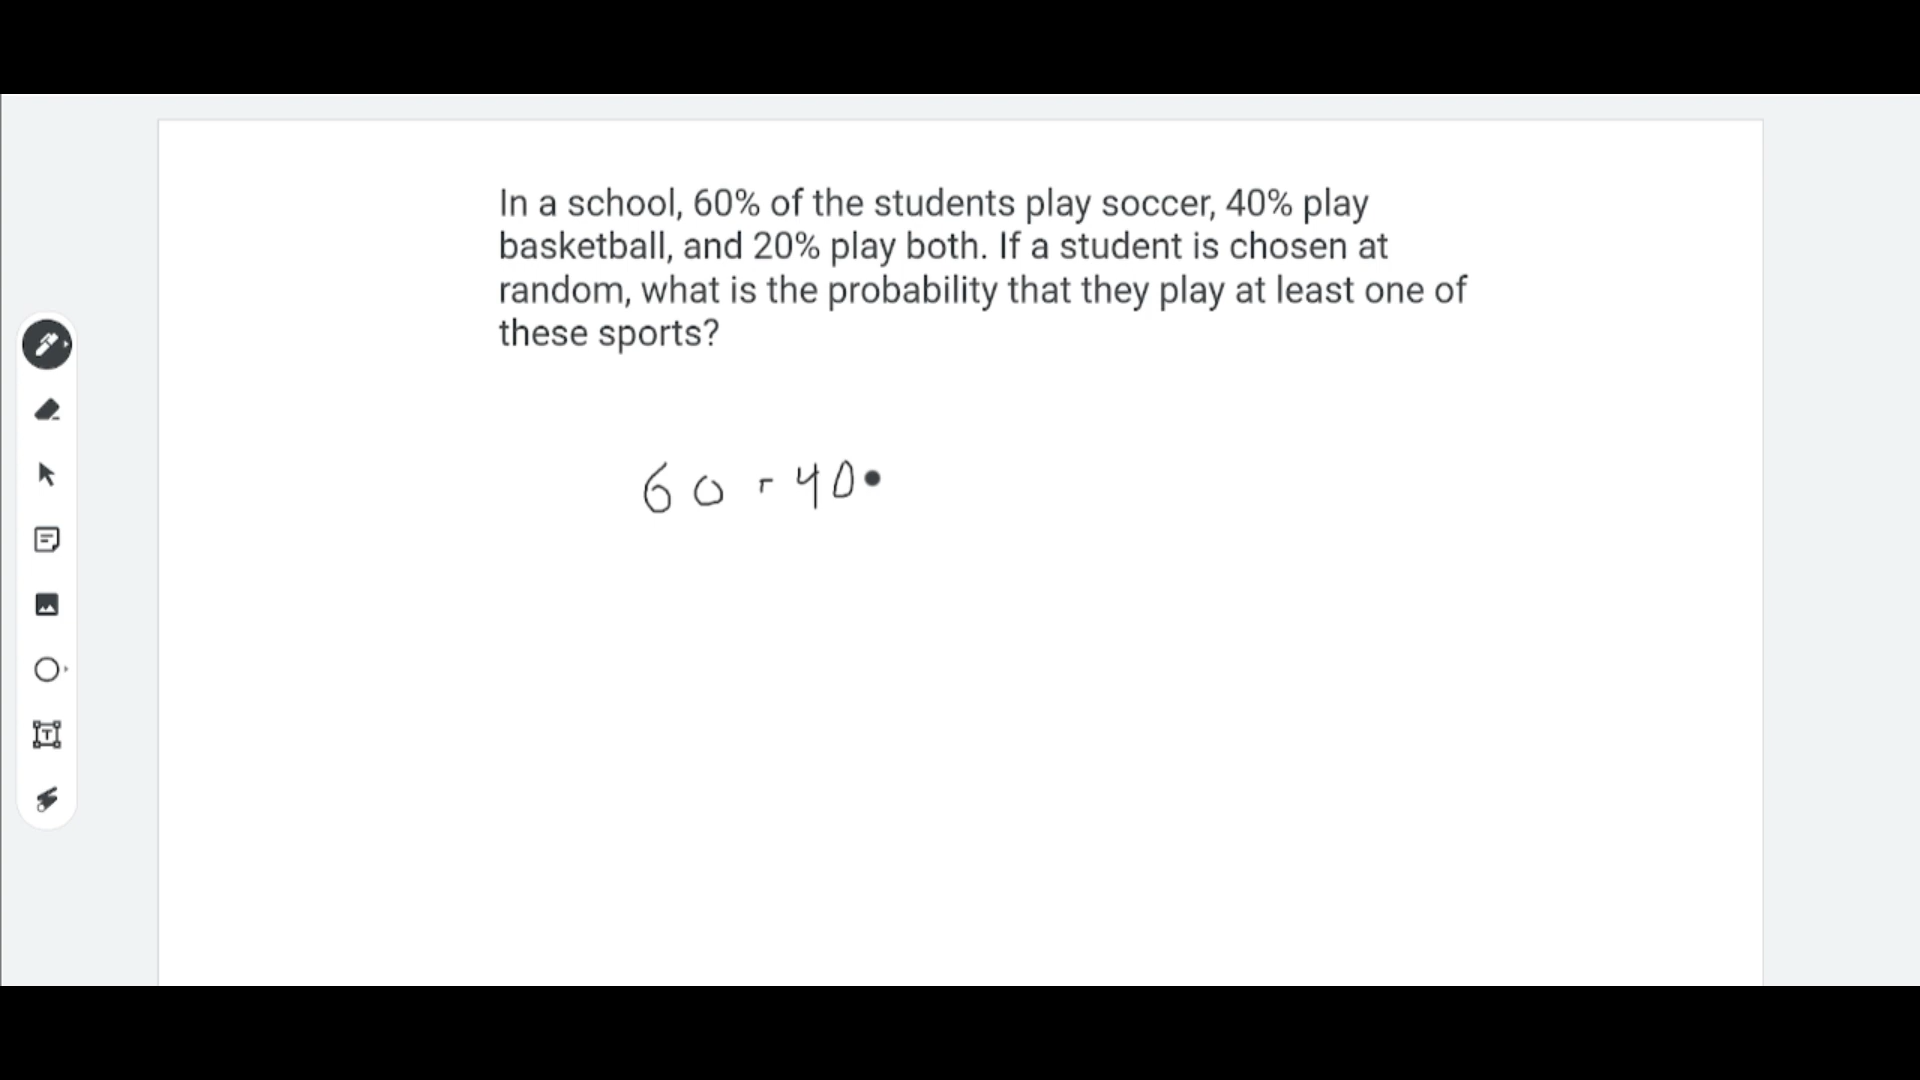 In a school, 60% of the students play soccer, 40% play
basketball, and 20% play both. If a student is chosen at
random, what is the probability that they play at least one of
these sports?
60 - 40